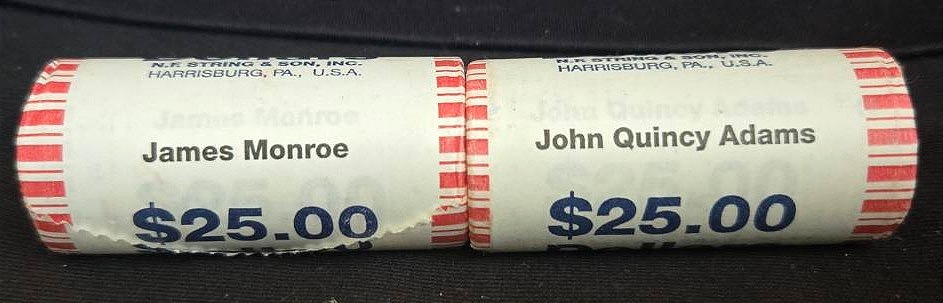 N.F. STRING & SON, INC.
HARRISBURG, PA., U.S.A.
James Monroe
$25.00
N.F. STRING & SON, INC.
HARRISBURG, PA., U.S.A.
John Quincy Adams
$25.00
Dollars